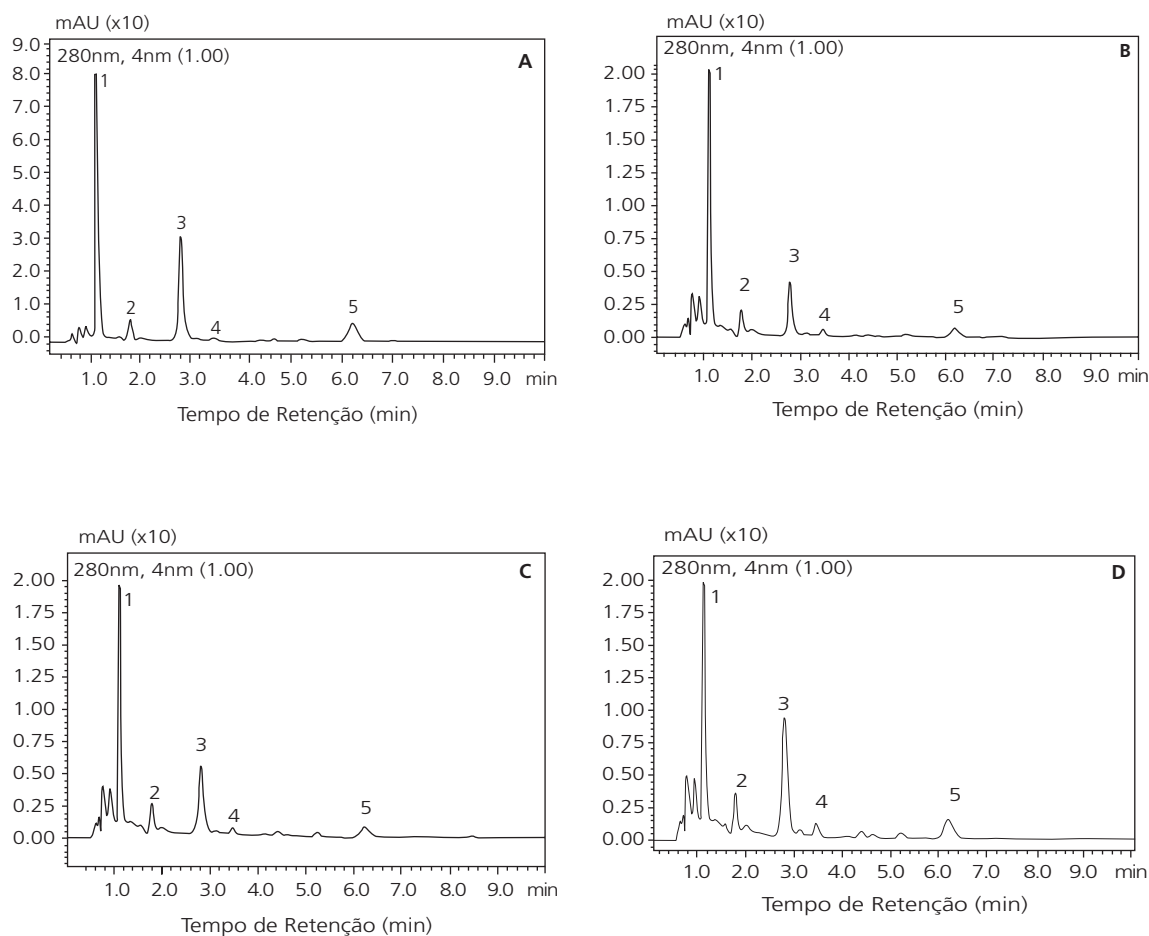 mAU (x10)
280nm, 4nm (1.00)
A
9.0
8.0
7.0
6.0
5.0
4.0
3.0
2.0
1.0
0.0
1
2
3
4
5
1.0 2.0 3.0 4.0 5.0 6.0 7.0 8.0 9.0 min
Tempo de Retenção (min)
mAU (x10)
280nm, 4nm (1.00)
B
2.00
1.75
1.50
1.25
1.00
0.75
0.50
0.25
0.00
1
2
3
4
5
1.0 2.0 3.0 4.0 5.0 6.0 7.0 8.0 9.0 min
Tempo de Retenção (min)
mAU (x10)
280nm, 4nm (1.00)
C
2.00
1.75
1.50
1.25
1.00
0.75
0.50
0.25
0.00
1
2
3
4
5
1.0 2.0 3.0 4.0 5.0 6.0 7.0 8.0 9.0 min
Tempo de Retenção (min)
mAU (x10)
280nm, 4nm (1.00)
D
2.00
1.75
1.50
1.25
1.00
0.75
0.50
0.25
0.00
1
2
3
4
5
1.0 2.0 3.0 4.0 5.0 6.0 7.0 8.0 9.0 min
Tempo de Retenção (min)